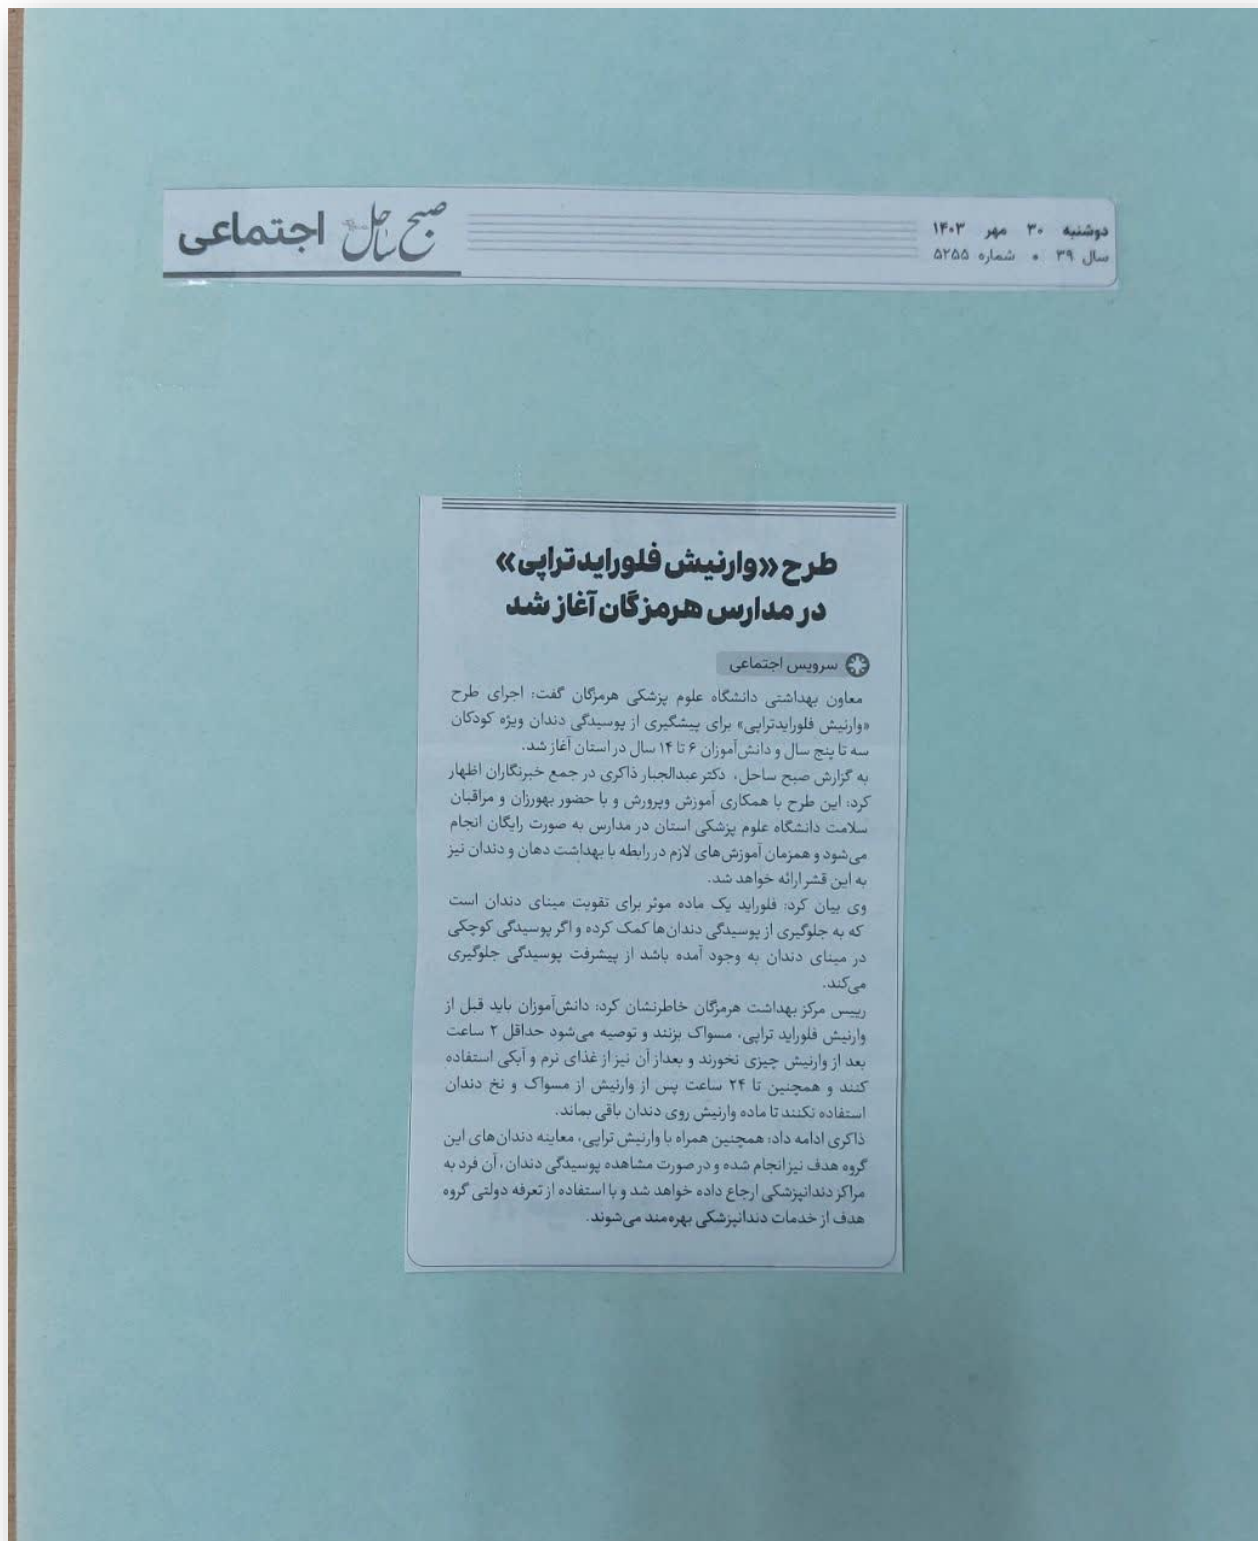 دوشنبه ۳۰ مهر ۱۴۰۳
سال ۳۹ • شماره ۵۲۵۵
صبح ساحل اجتماعی
طرح «وارنیش فلورایدتراپی»
در مدارس هرمزگان آغاز شد
سرویس اجتماعی
معاون بهداشتی دانشگاه علوم پزشکی هرمزگان گفت: اجرای طرح
«وارنیش فلورایدتراپی» برای پیشگیری از پوسیدگی دندان ویژه کودکان
سه تا پنج سال و دانش‌آموزان ۶ تا ۱۴ سال در استان آغاز شد.
به گزارش صبح ساحل، دکتر عبدالجبار ذاکری در جمع خبرنگاران اظهار
کرد: این طرح با همکاری آموزش وپرورش و با حضور بهورزان و مراقبان
سلامت دانشگاه علوم پزشکی استان در مدارس به صورت رایگان انجام
می‌شود و همزمان آموزش‌های لازم در رابطه با بهداشت دهان و دندان نیز
به این قشر ارائه خواهد شد.
وی بیان کرد: فلوراید یک ماده موثر برای تقویت مینای دندان است
که به جلوگیری از پوسیدگی دندان‌ها کمک کرده و اگر پوسیدگی کوچکی
در مینای دندان به وجود آمده باشد از پیشرفت پوسیدگی جلوگیری
می‌کند.
رییس مرکز بهداشت هرمزگان خاطرنشان کرد: دانش‌آموزان باید قبل از
وارنیش فلوراید تراپی، مسواک بزنند و توصیه می‌شود حداقل ۲ ساعت
بعد از وارنیش چیزی نخورند و بعداز آن نیز از غذای نرم و آبکی استفاده
کنند و همچنین تا ۲۴ ساعت پس از وارنیش از مسواک و نخ دندان
استفاده نکنند تا ماده وارنیش روی دندان باقی بماند.
ذاکری ادامه داد: همچنین همراه با وارنیش تراپی، معاینه دندان‌های این
گروه هدف نیز انجام شده و در صورت مشاهده پوسیدگی دندان، آن فرد به
مراکز دندانپزشکی ارجاع داده خواهد شد و با استفاده از تعرفه دولتی گروه
هدف از خدمات دندانپزشکی بهره‌مند می‌شوند.